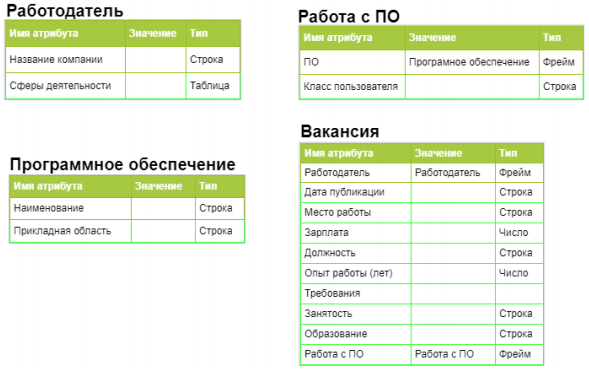 Работодатель
Имя атрибута Значение Тип
Название компании Строка
Сферы деятельности Таблица
Работа с ПО
Имя атрибута Значение Тип
ПО Програмное обеспечение Фрейм
Класс пользователя Строка
Программное обеспечение
Имя атрибута Значение Тип
Наименование Строка
Прикладная область Строка
Вакансия
Имя атрибута Значение Тип
Работодатель Работодатель Фрейм
Дата публикации Строка
Место работы Строка
Зарплата Число
Должность Строка
Опыт работы (лет) Число
Требования
Занятость Строка
Образование Строка
Работа с ПО Работа с ПО Фрейм